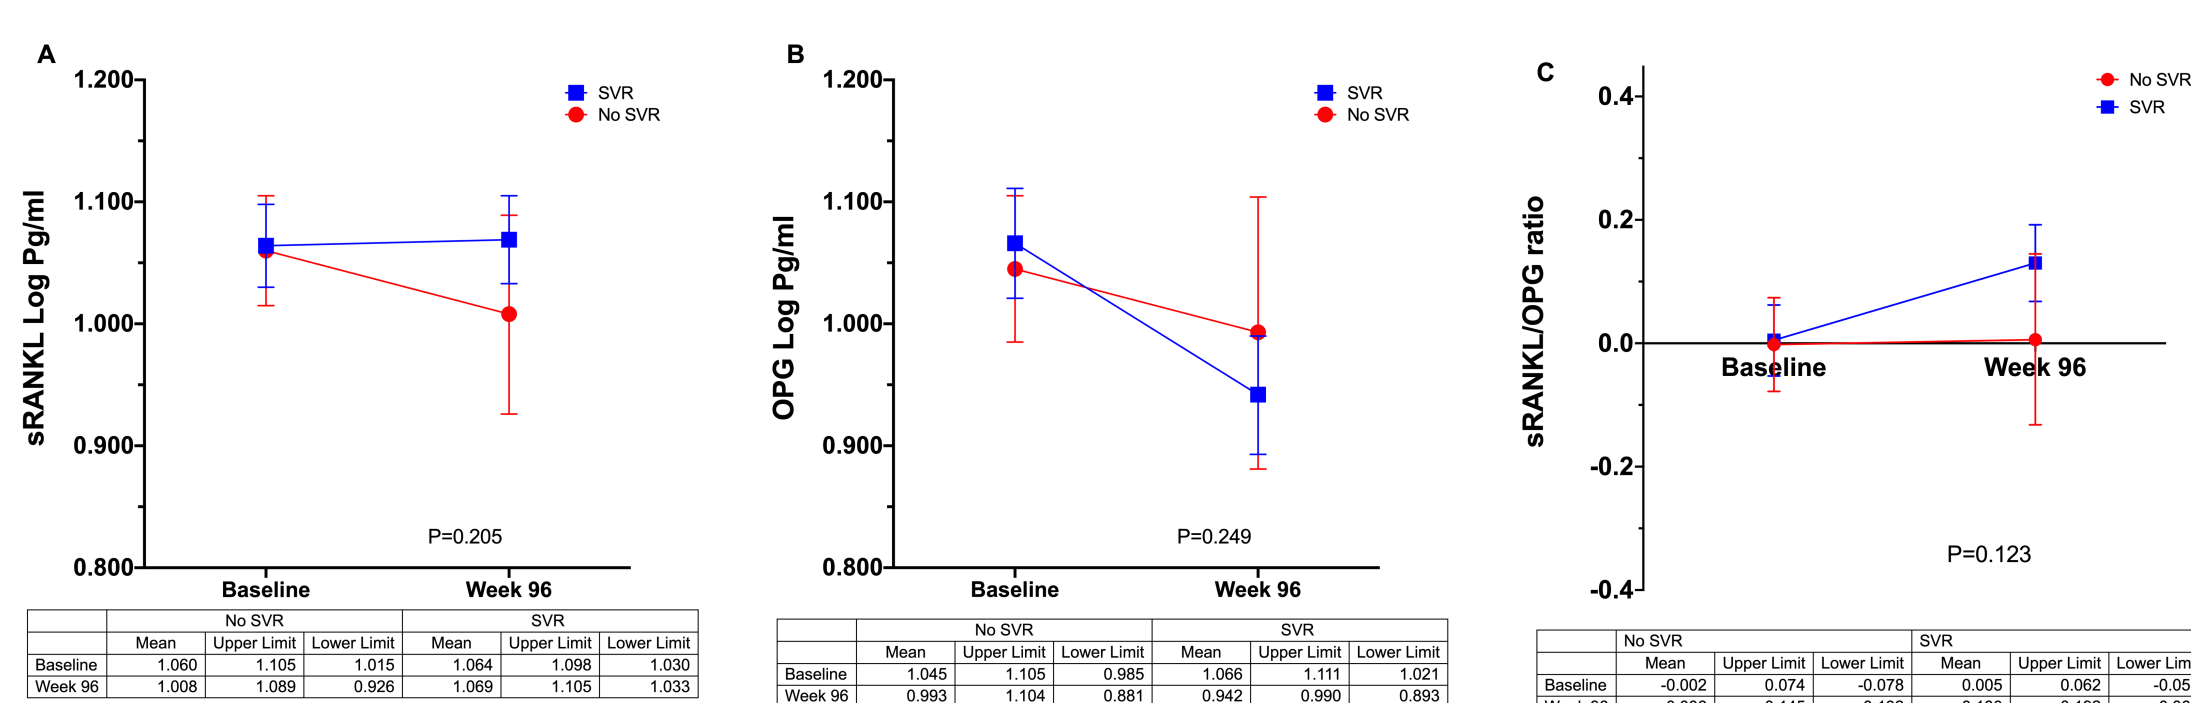 A
sRANKL Log Pg/ml
1.200
1.100
1.000
0.900
0.800
SVR
No SVR
P=0.205
Baseline Week 96
No SVR SVR
Mean Upper Limit Lower Limit Mean Upper Limit Lower Limit
Baseline 1.060 1.105 1.015 1.064 1.098 1.030
Week 96 1.008 1.089 0.926 1.069 1.105 1.033
B
OPG Log Pg/ml
1.200
1.100
1.000
0.900
0.800
SVR
No SVR
P=0.249
Baseline Week 96
No SVR SVR
Mean Upper Limit Lower Limit Mean Upper Limit Lower Limit
Baseline 1.045 1.105 0.985 1.066 1.111 1.021
Week 96 0.993 1.104 0.881 0.942 0.990 0.893
C
sRANKL/OPG ratio
0.4
0.2
0.0
-0.2
-0.4
No SVR
SVR
Baseline Week 96
P=0.123
No SVR SVR
Mean Upper Limit Lower Limit Mean Upper Limit Lower
Baseline -0.002 0.074 -0.078 0.005 0.062